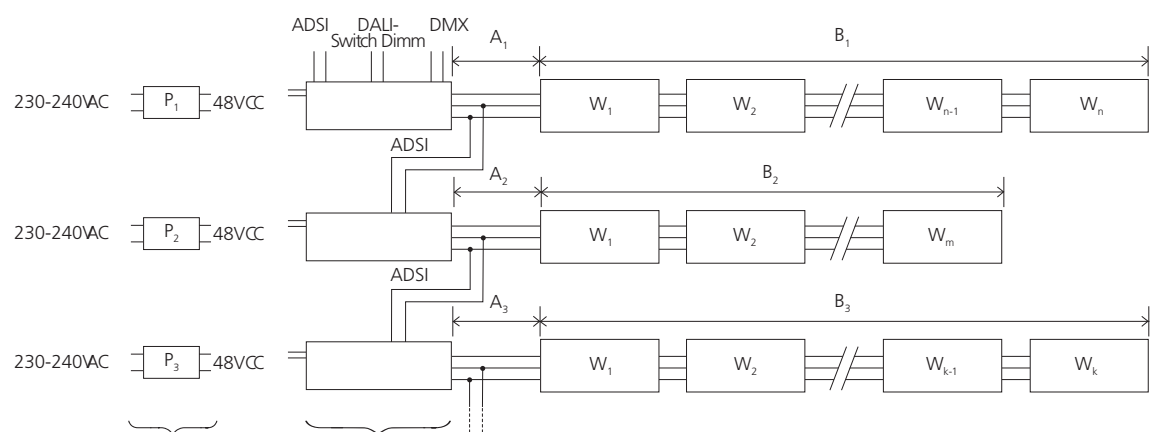 ADSI DALI- DMX
Switch Dimm
A₁ B₁
230-240VAC P₁ 48VCC W₁ W₂ Wₙ₋₁ Wₙ
ADSI
A₂ B₂
230-240VAC P₂ 48VCC W₁ W₂ Wₘ
ADSI
A₃ B₃
230-240VAC P₃ 48VCC W₁ W₂ Wₖ₋₁ Wₖ